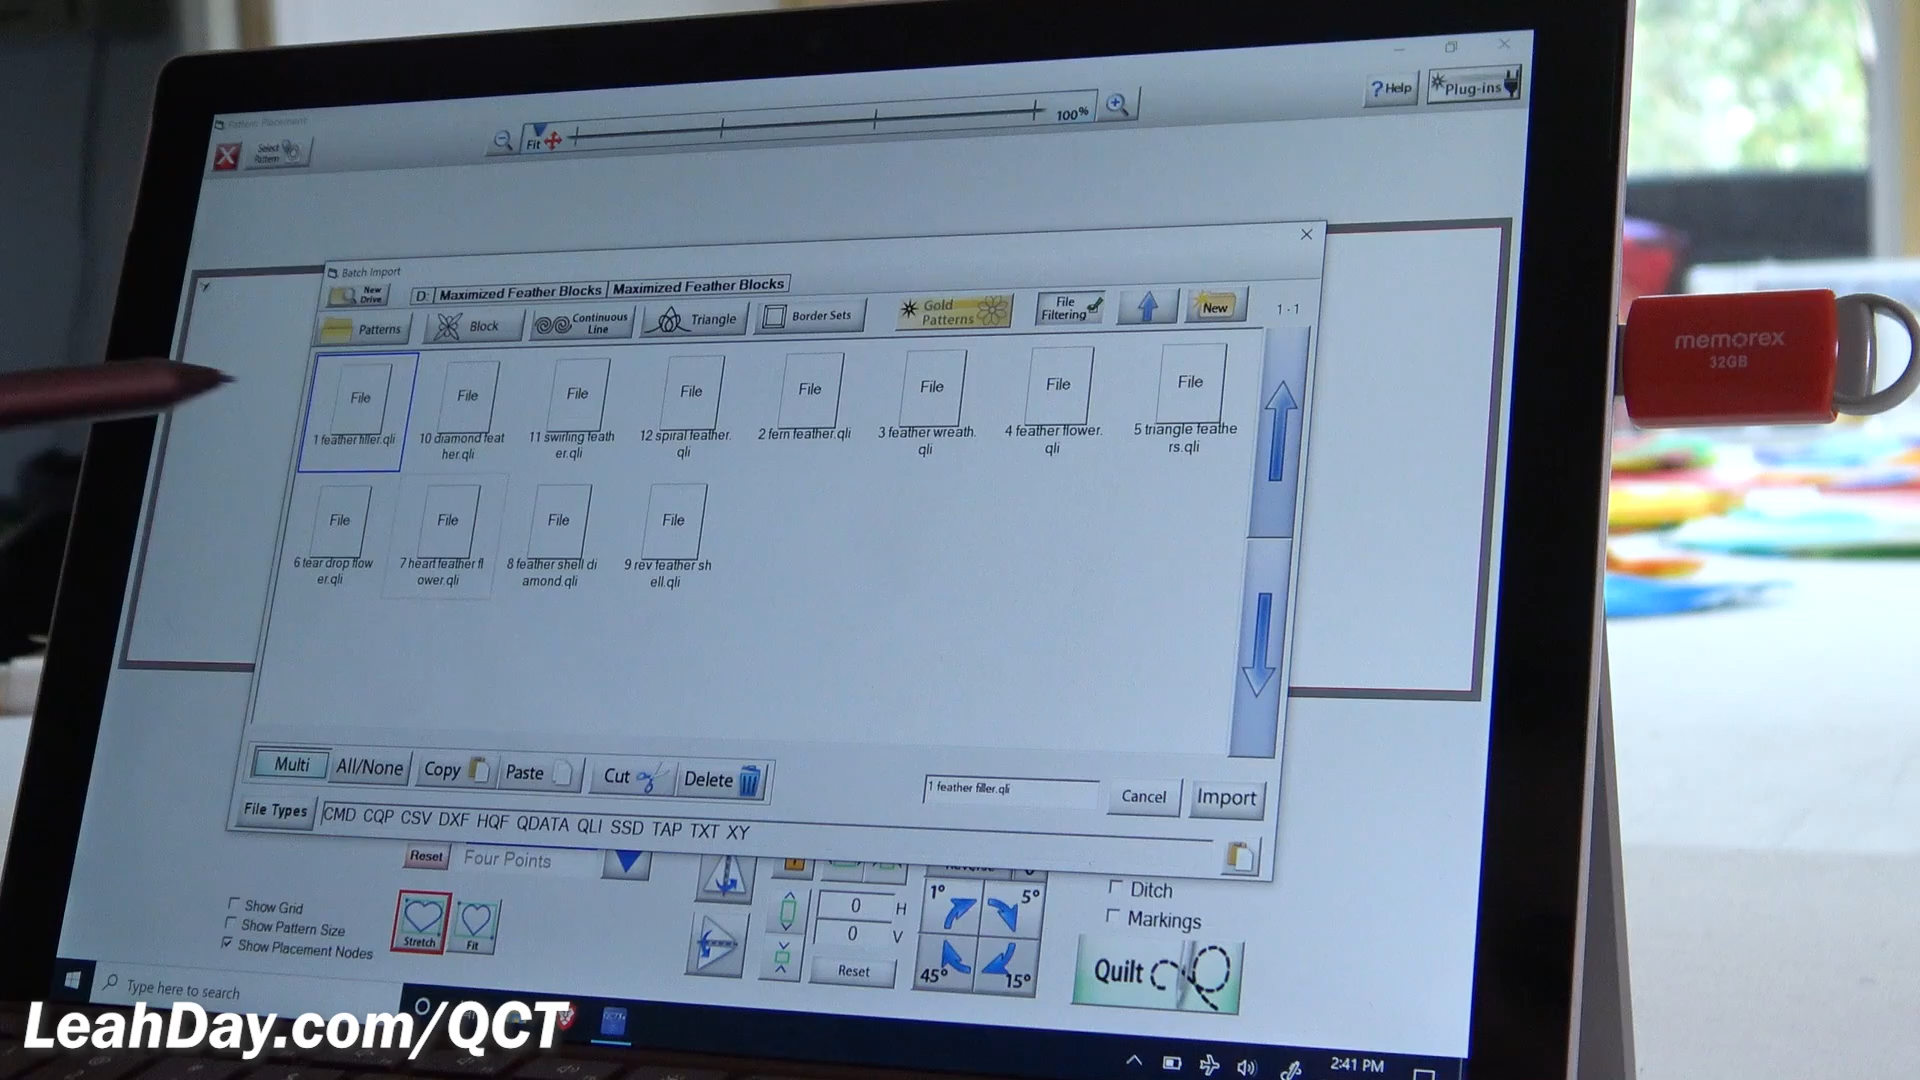 Help
Plug-ins
Pattern Placement
Select Pattern
Fit
100%
Batch Import
New Drive
D: Maximized Feather Blocks Maximized Feather Blocks
Patterns
Block
Continuous Line
Triangle
Border Sets
Gold Patterns
File Filtering
New
1 - 1
File
1 feather filler.qli
File
10 diamond feat
her.qli
File
11 swirling feath
er.qli
File
12 spiral feather.
qli
File
2 fern feather.qli
File
3 feather wreath.
qli
File
4 feather flower.
qli
File
5 triangle feathe
rs.qli
File
6 tear drop flow
er.qli
File
7 heart feather fl
ower.qli
File
8 feather shell di
amond.qli
File
9 rev feather sh
ell.qli
Multi
All/None
Copy
Paste
Cut
Delete
1 feather filler.qli
Cancel
Import
File Types
CMD CQP CSV DXF HQF QDATA QLI SSD TAP TXT XY
Reset
Four Points
Show Grid
Show Pattern Size
Show Placement Nodes
Stretch
Fit
0 H
0 V
Reset
1°
5°
45°
15°
Ditch
Markings
Quilt
Type here to search
2:41 PM
memorex
32GB
LeahDay.com/QCT